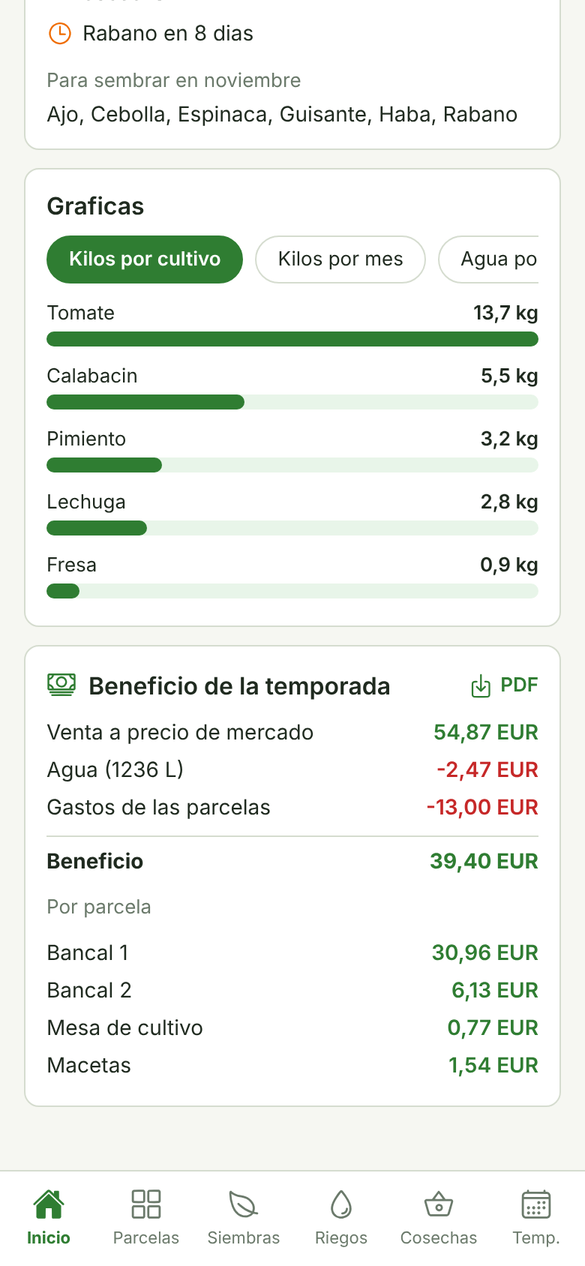 Rabano en 8 dias
Para sembrar en noviembre
Ajo, Cebolla, Espinaca, Guisante, Haba, Rabano
Graficas
Kilos por cultivo
Kilos por mes
Agua po
Tomate 13,7 kg
Calabacin 5,5 kg
Pimiento 3,2 kg
Lechuga 2,8 kg
Fresa 0,9 kg
Beneficio de la temporada PDF
Venta a precio de mercado 54,87 EUR
Agua (1236 L) -2,47 EUR
Gastos de las parcelas -13,00 EUR
Beneficio 39,40 EUR
Por parcela
Bancal 1 30,96 EUR
Bancal 2 6,13 EUR
Mesa de cultivo 0,77 EUR
Macetas 1,54 EUR
Inicio Parcelas Siembras Riegos Cosechas Temp.